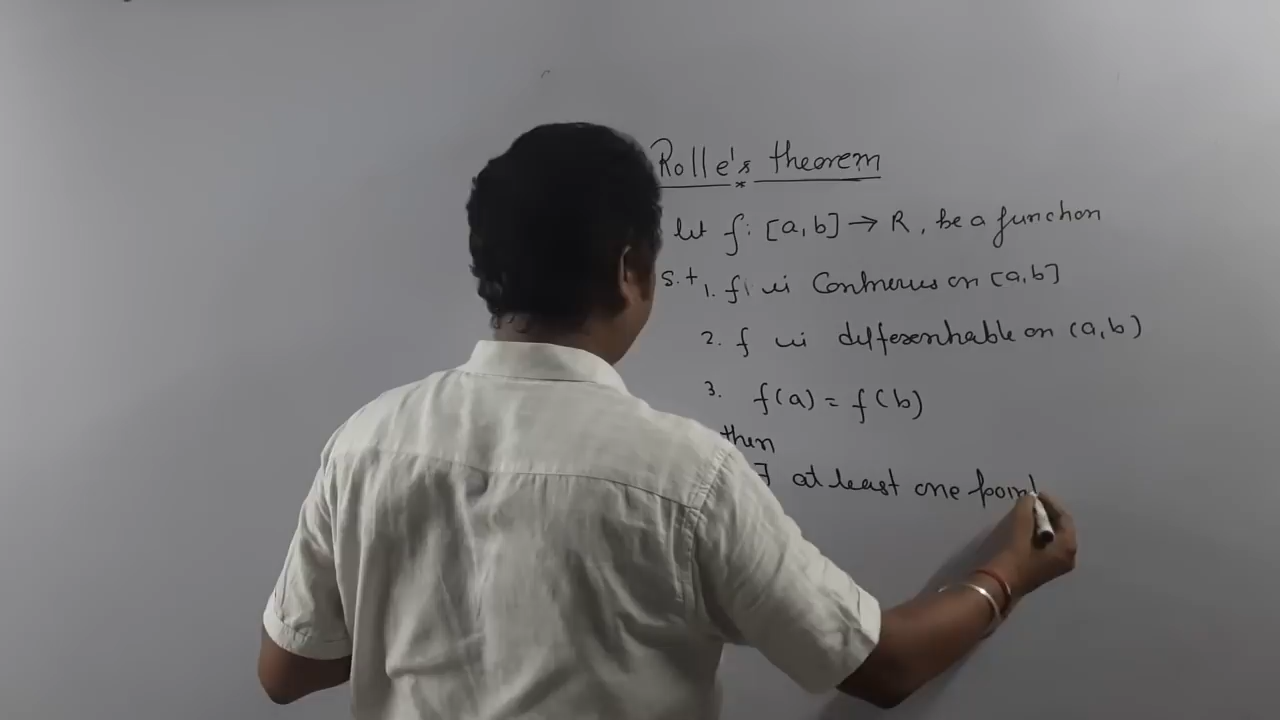 Rolle's theorem
let f: [a,b] → R, be a function
s.t 1. f is Continuous on [a,b]
2. f is differentiable on (a,b)
3. f(a) = f(b)
then
∃ at least one point